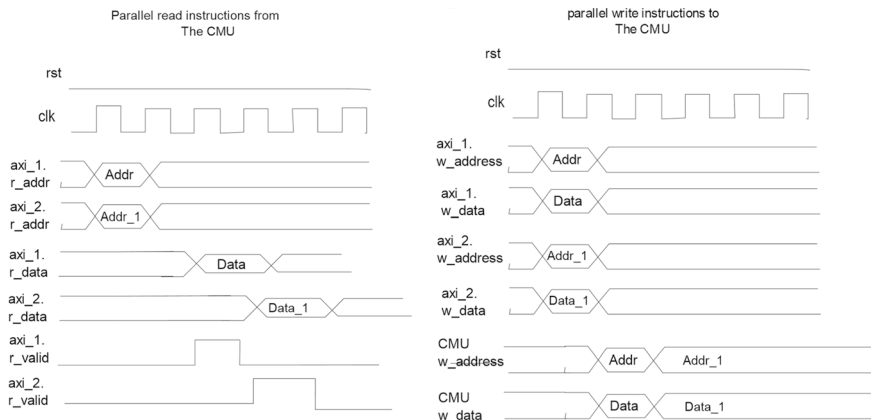 Parallel read instructions from
The CMU
rst
clk
axi_1.
r_addr
Addr
axi_2.
r_addr
Addr_1
axi_1.
r_data
Data
axi_2.
r_data
Data_1
axi_1.
r_valid
axi_2.
r_valid
parallel write instructions to
The CMU
rst
clk
axi_1.
w_address
Addr
axi_1.
w_data
Data
axi_2.
w_address
Addr_1
axi_2.
w_data
Data_1
CMU
w_address
Addr
Addr_1
CMU
w_data
Data
Data_1